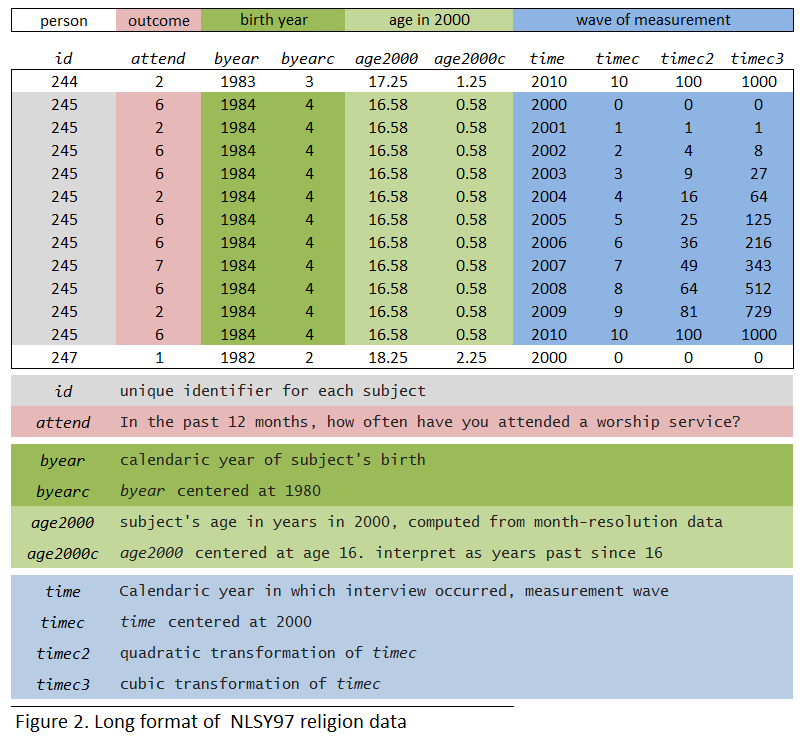 person outcome birth year age in 2000 wave of measurement
id attend byear byearc age2000 age2000c time timec timec2 timec3
244 2 1983 3 17.25 1.25 2010 10 100 1000
245 6 1984 4 16.58 0.58 2000 0 0 0
245 2 1984 4 16.58 0.58 2001 1 1 1
245 6 1984 4 16.58 0.58 2002 2 4 8
245 6 1984 4 16.58 0.58 2003 3 9 27
245 2 1984 4 16.58 0.58 2004 4 16 64
245 6 1984 4 16.58 0.58 2005 5 25 125
245 6 1984 4 16.58 0.58 2006 6 36 216
245 7 1984 4 16.58 0.58 2007 7 49 343
245 6 1984 4 16.58 0.58 2008 8 64 512
245 2 1984 4 16.58 0.58 2009 9 81 729
245 6 1984 4 16.58 0.58 2010 10 100 1000
247 1 1982 2 18.25 2.25 2000 0 0 0
id unique identifier for each subject
attend In the past 12 months, how often have you attended a worship service?
byear calendaric year of subject's birth
byearc byear centered at 1980
age2000 subject's age in years in 2000, computed from month-resolution data
age2000c age2000 centered at age 16. interpret as years past since 16
time Calendaric year in which interview occurred, measurement wave
timec time centered at 2000
timec2 quadratic transformation of timec
timec3 cubic transformation of timec
Figure 2. Long format of NLSY97 religion data